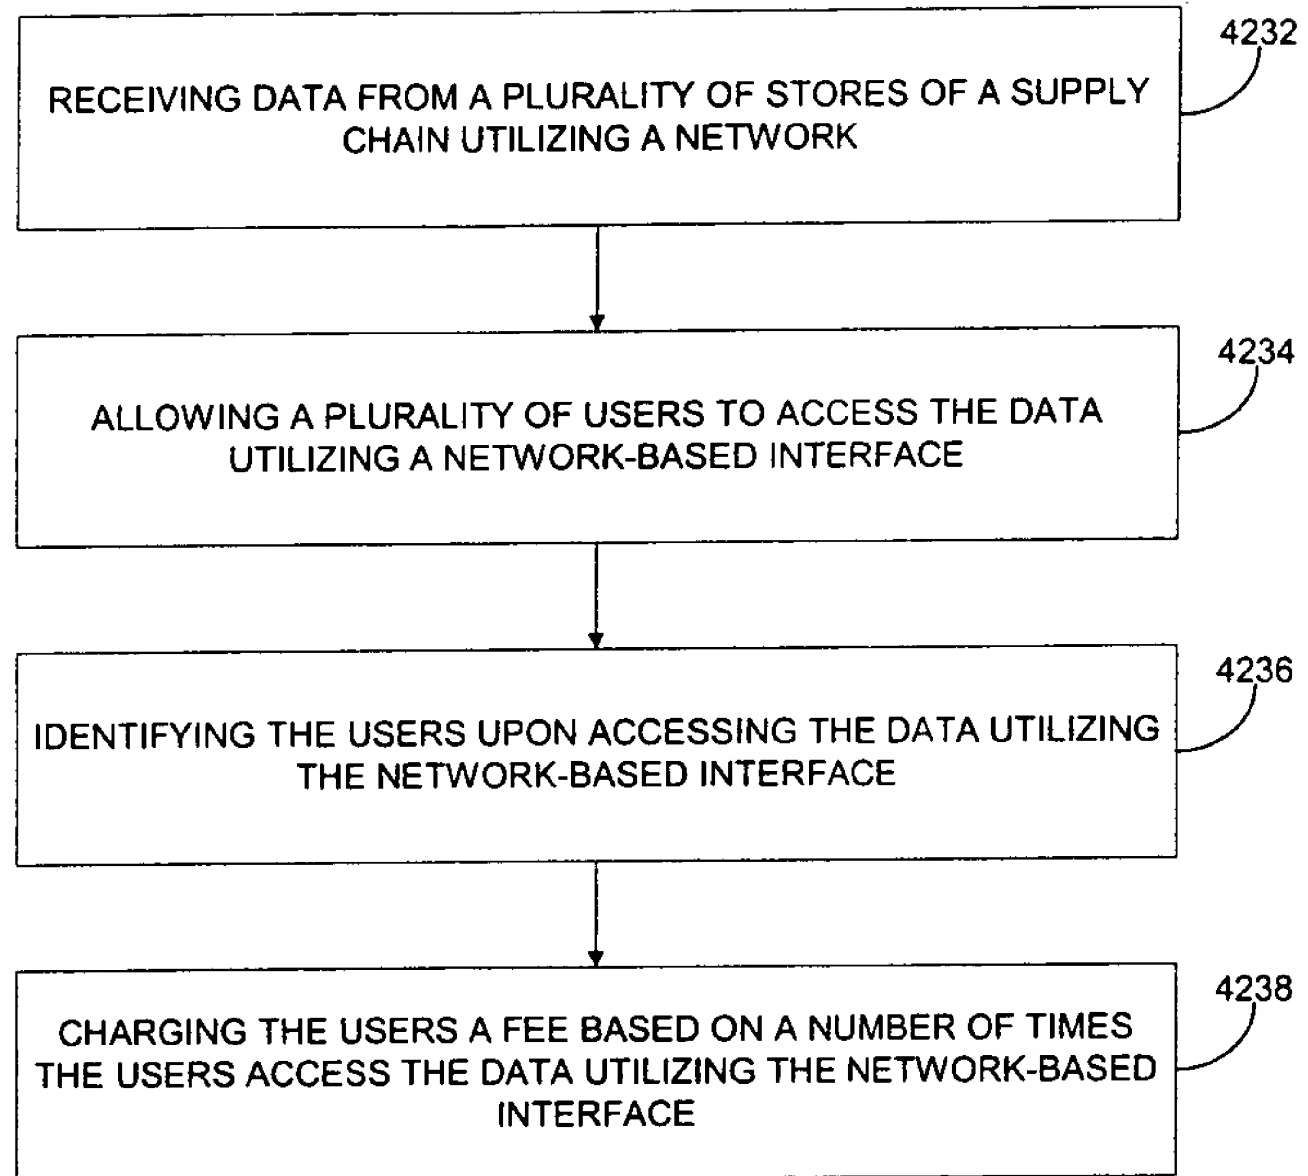 4232
RECEIVING DATA FROM A PLURALITY OF STORES OF A SUPPLY
CHAIN UTILIZING A NETWORK
4234
ALLOWING A PLURALITY OF USERS TO ACCESS THE DATA
UTILIZING A NETWORK-BASED INTERFACE
4236
IDENTIFYING THE USERS UPON ACCESSING THE DATA UTILIZING
THE NETWORK-BASED INTERFACE
4238
CHARGING THE USERS A FEE BASED ON A NUMBER OF TIMES
THE USERS ACCESS THE DATA UTILIZING THE NETWORK-BASED
INTERFACE